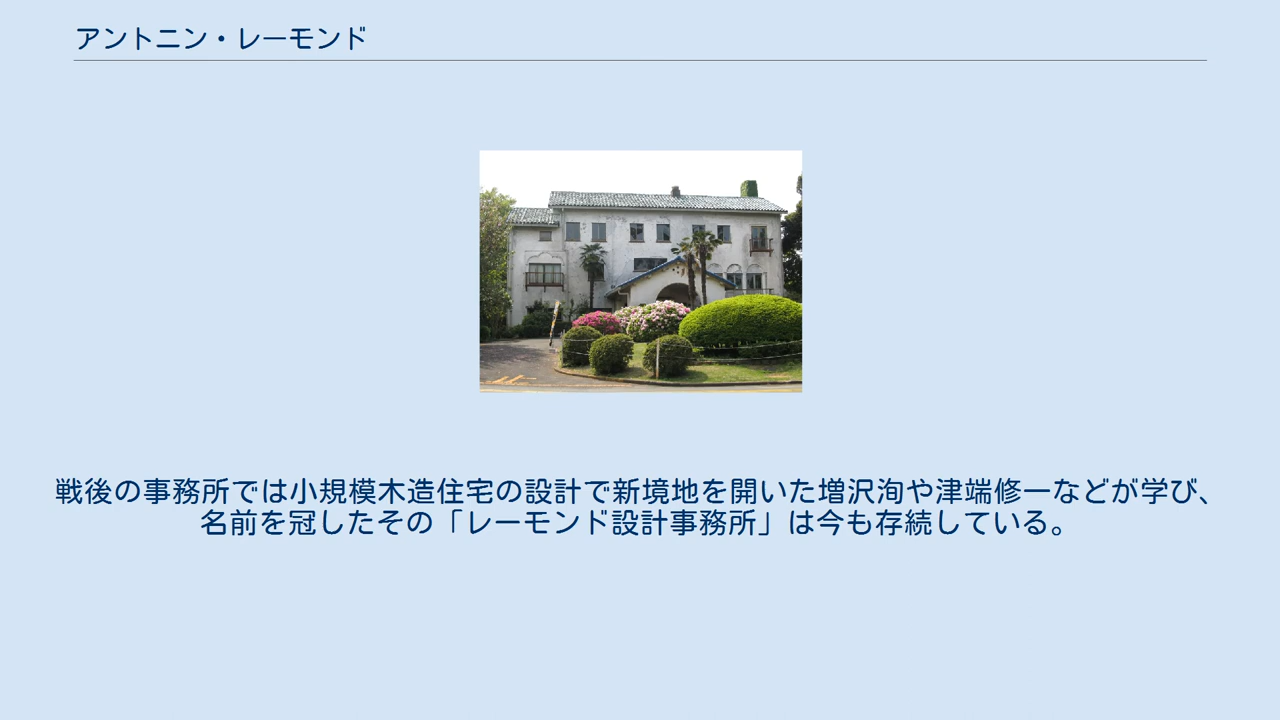 アントニン・レーモンド
戦後の事務所では小規模木造住宅の設計で新境地を開いた増沢洵や津端修一などが学び、
名前を冠したその「レーモンド設計事務所」は今も存続している。